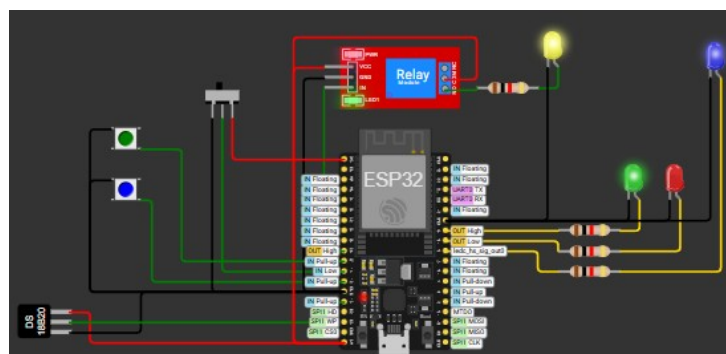 PWR
VCC
GND
IN
LED1
Relay
Module
NC
ESP32
IN Floating
IN Floating
IN Floating
IN Floating
IN Floating
IN Floating
IN Floating
OUT High
IN Pull-up
IN Low
IN Pull-up
IN Pull-up
SPI1 HD
SPI1 WP
SPI1 CS0
IN Floating
IN Floating
UART0 TX
UART0 RX
IN Floating
OUT High
OUT Low
ledc_hs_sig_out0
IN Floating
IN Floating
IN Pull-down
IN Pull-up
IN Pull-down
MTDO
SPI1 MOSI
SPI1 MISO
SPI1 CLK
DS
18B20